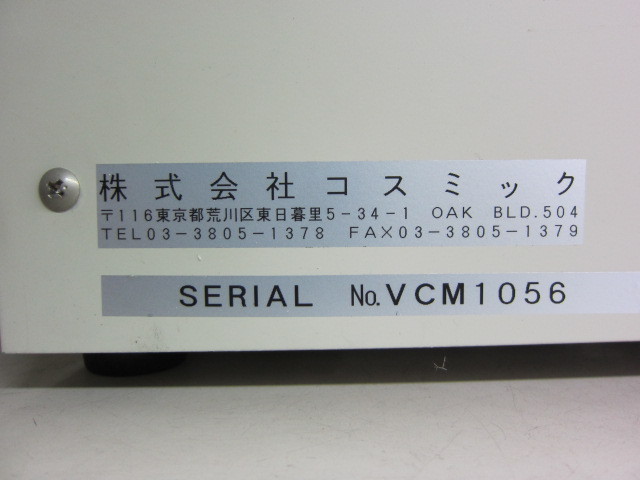 株式会社コスミック
〒116東京都荒川区東日暮里5-34-1 OAK BLD.504
TEL03-3805-1378 FAX03-3805-1379
SERIAL No.VCM1056